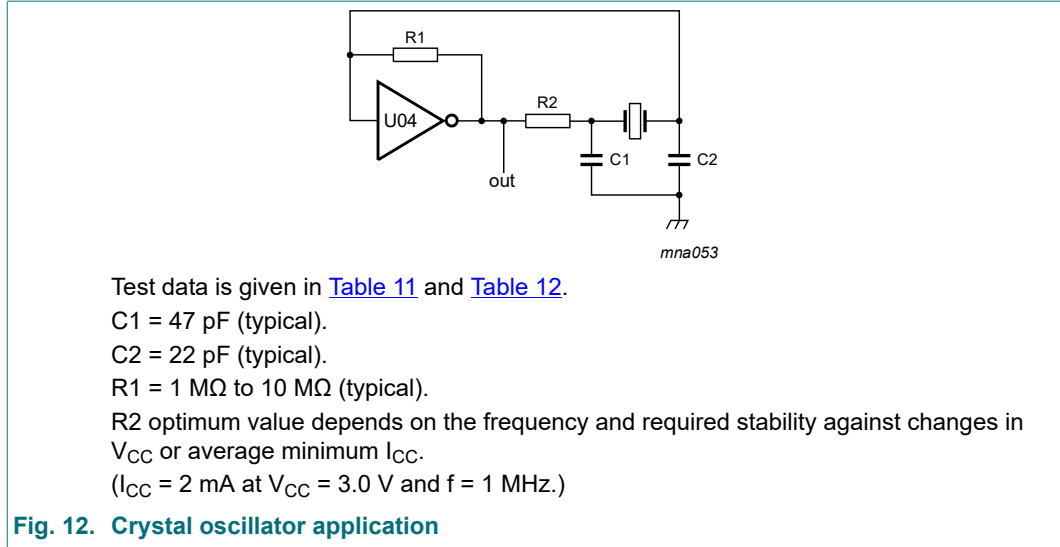 R1
U04
R2
C1
C2
out
mna053
Test data is given in Table 11 and Table 12.
C1 = 47 pF (typical).
C2 = 22 pF (typical).
R1 = 1 MΩ to 10 MΩ (typical).
R2 optimum value depends on the frequency and required stability against changes in
VCC or average minimum ICC.
(ICC = 2 mA at VCC = 3.0 V and f = 1 MHz.)
Fig. 12. Crystal oscillator application